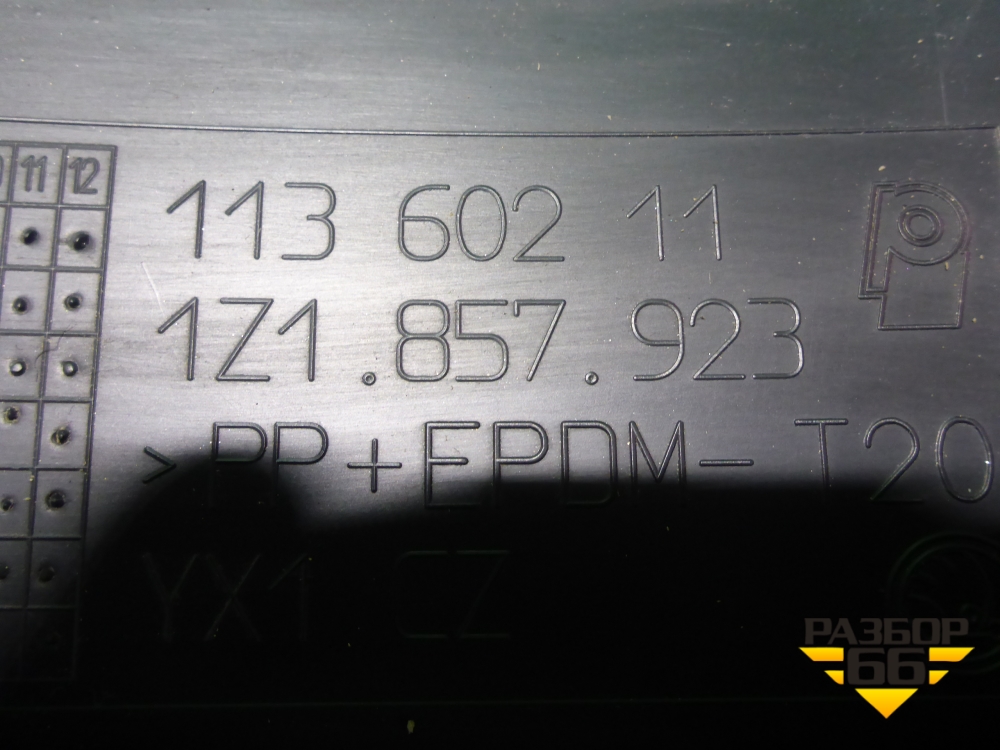 11 12
113 602 11
1Z1.857.923
>PP+EPDM-T20
YX1 CZ
РАЗБОР
66